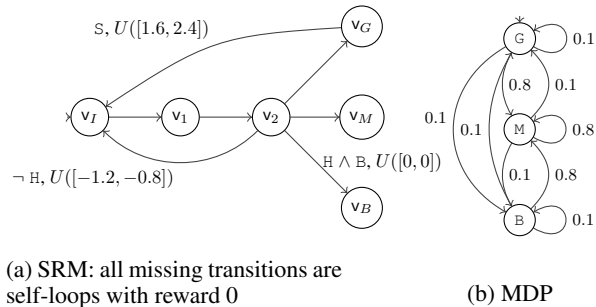 S, U([1.6, 2.4])
v_G
v_I
v_1
v_2
v_M
¬ H, U([−1.2, −0.8])
H ∧ B, U([0, 0])
v_B
(a) SRM: all missing transitions are
self-loops with reward 0
G
0.1
0.8
0.1
0.1
0.1
M
0.8
0.1
0.8
B
0.1
(b) MDP